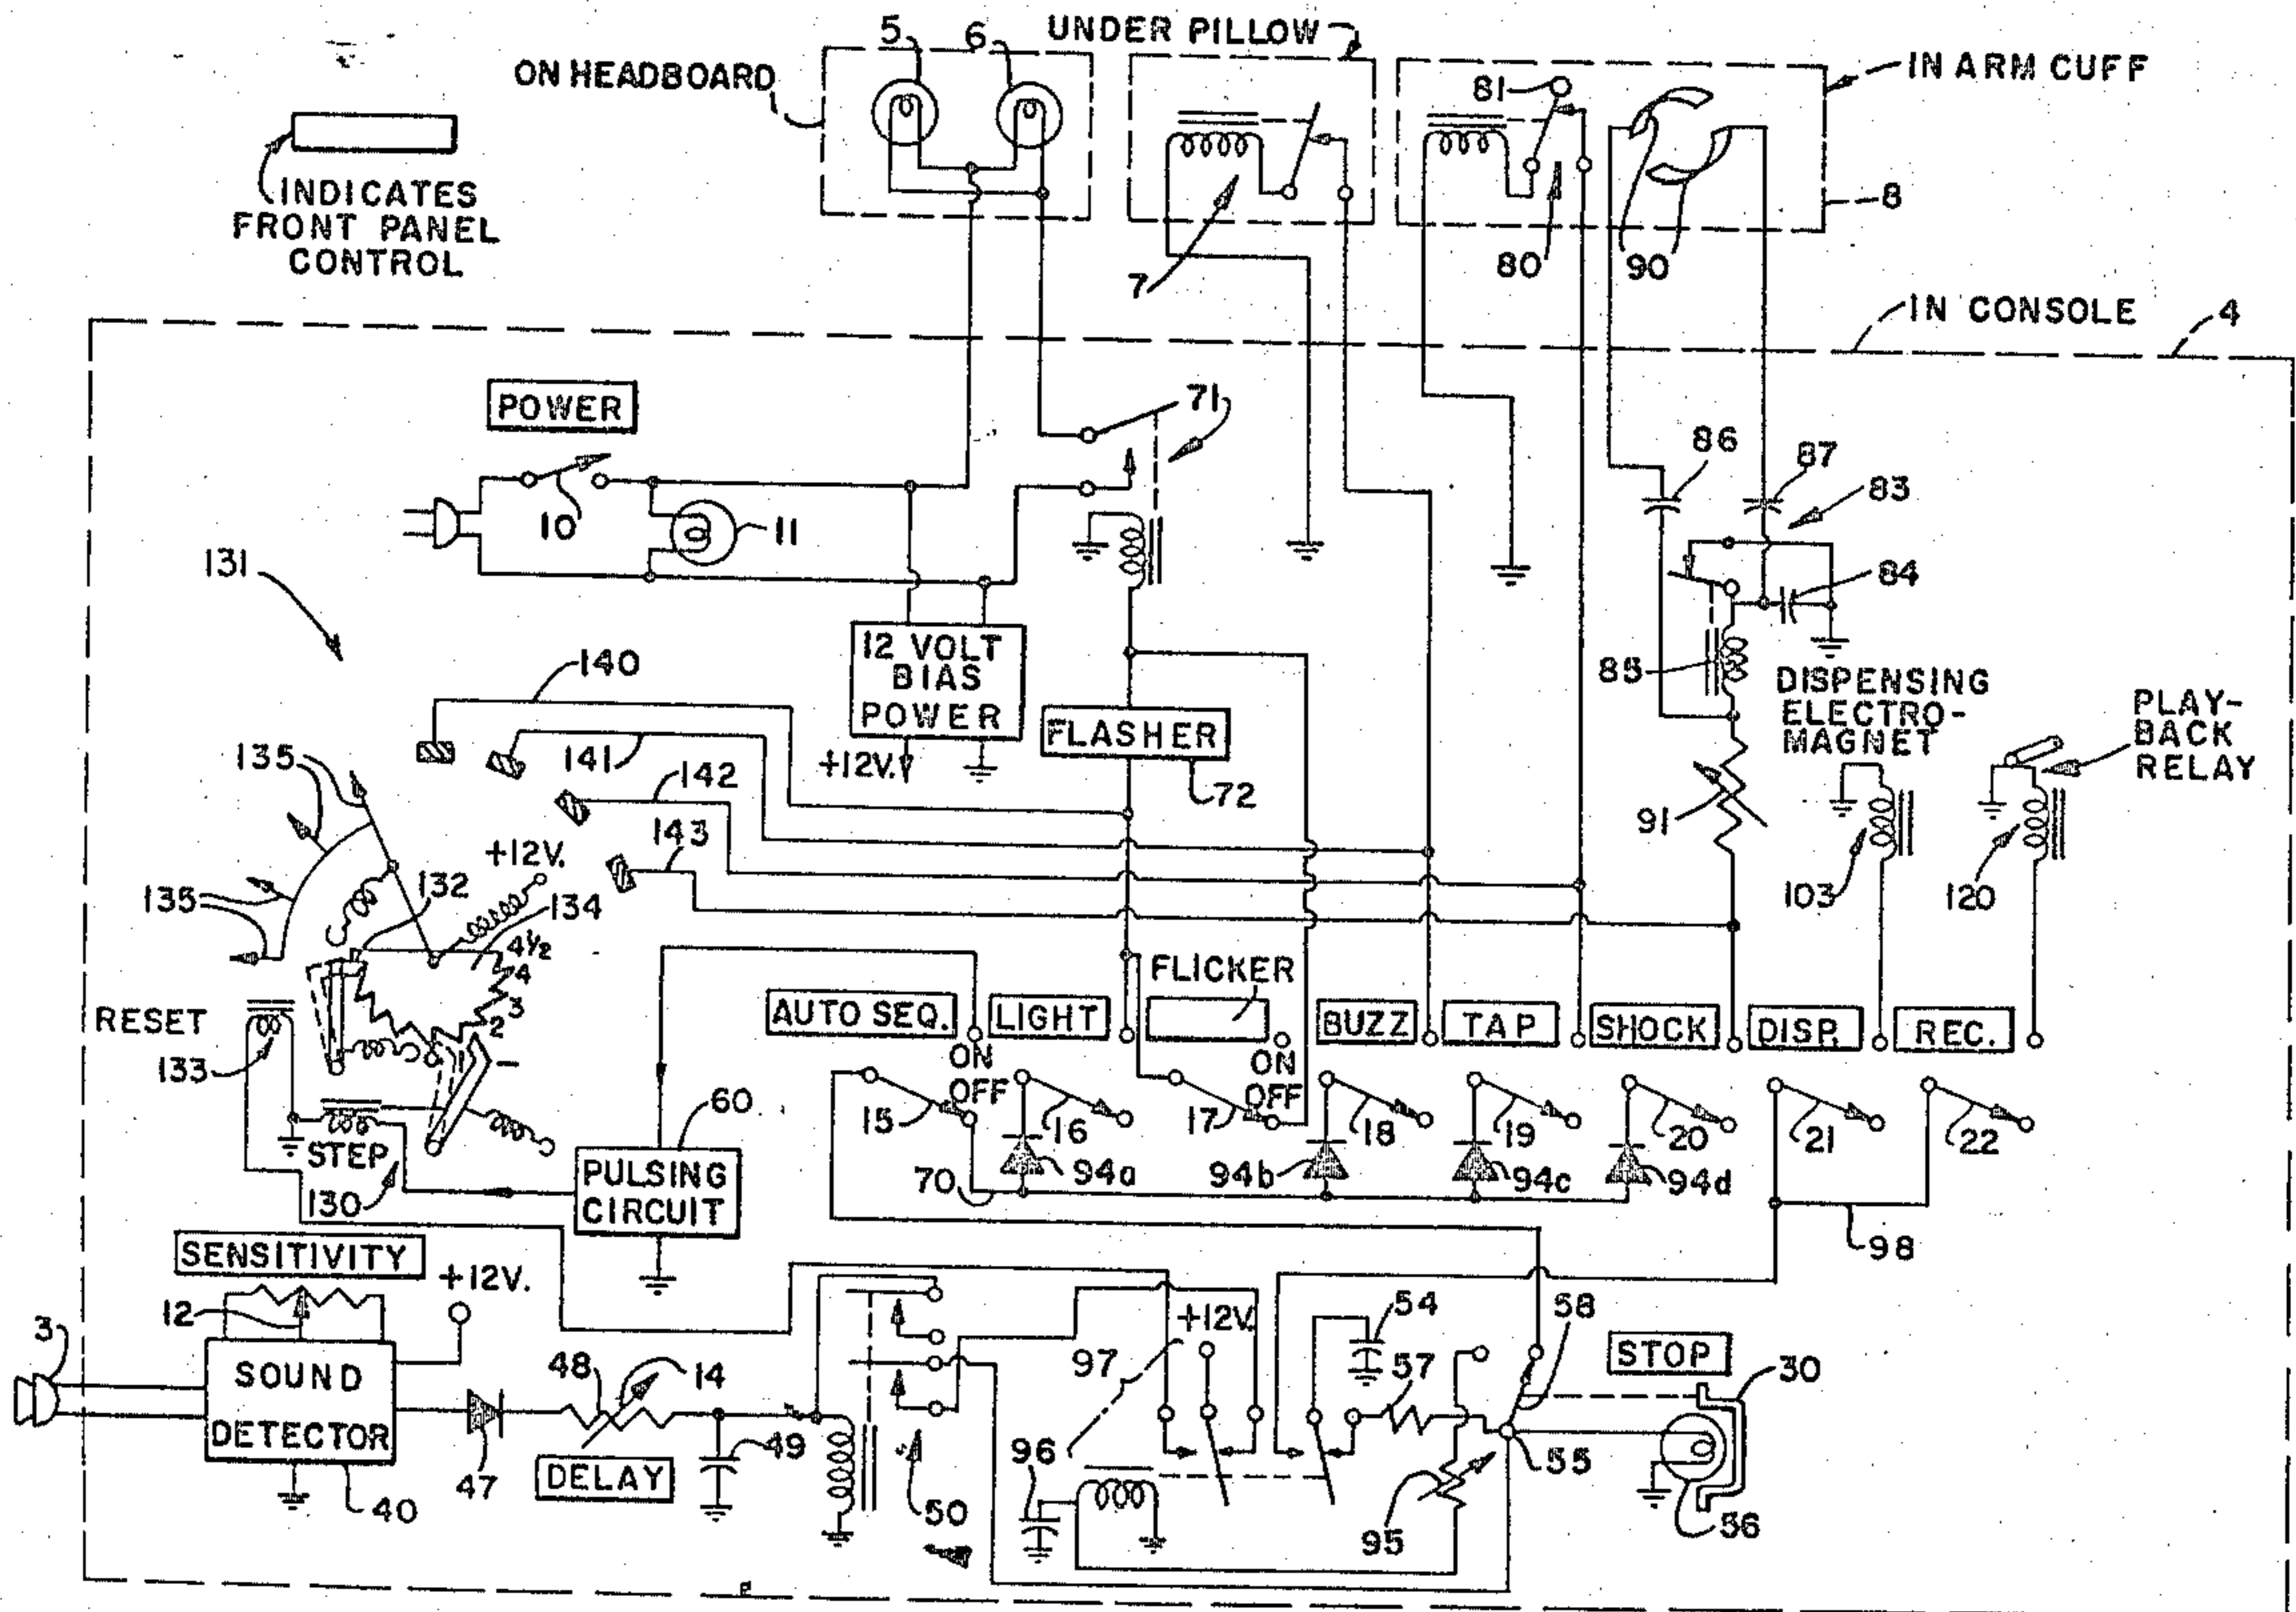 UNDER PILLOW
5 6
ON HEADBOARD
IN ARM CUFF
81
INDICATES
FRONT PANEL
CONTROL
8
7
80
90
IN CONSOLE
4
POWER
71
86
87
83
10
11
131
84
12 VOLT
BIAS
POWER
+12V.
140
85
DISPENSING
ELECTRO-
MAGNET
PLAY-
BACK
RELAY
FLASHER
72
135
141
142
143
91
103
120
+12V.
132
134
135
4½
4
3
2
1
RESET
133
FLICKER
AUTO SEQ.
LIGHT
BUZZ
TAP
SHOCK
DISP.
REC.
ON
OFF
ON
OFF
15
16
17
18
19
20
21
22
60
STEP
130
PULSING
CIRCUIT
70
94a
94b
94c
94d
98
SENSITIVITY
+12V.
12
3
SOUND
DETECTOR
40
47
48
14
DELAY
49
50
97
+12V.
54
57
58
STOP
30
96
95
55
56